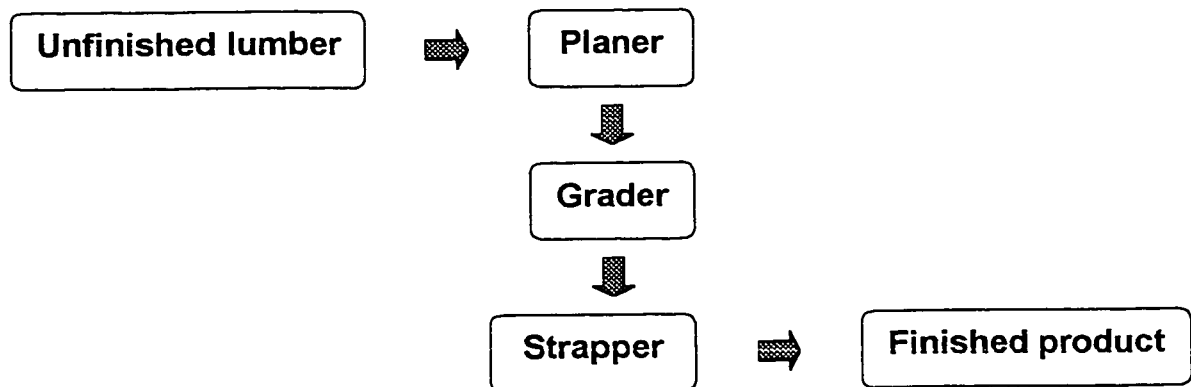 Unfinished lumber
Planer
Grader
Strapper
Finished product